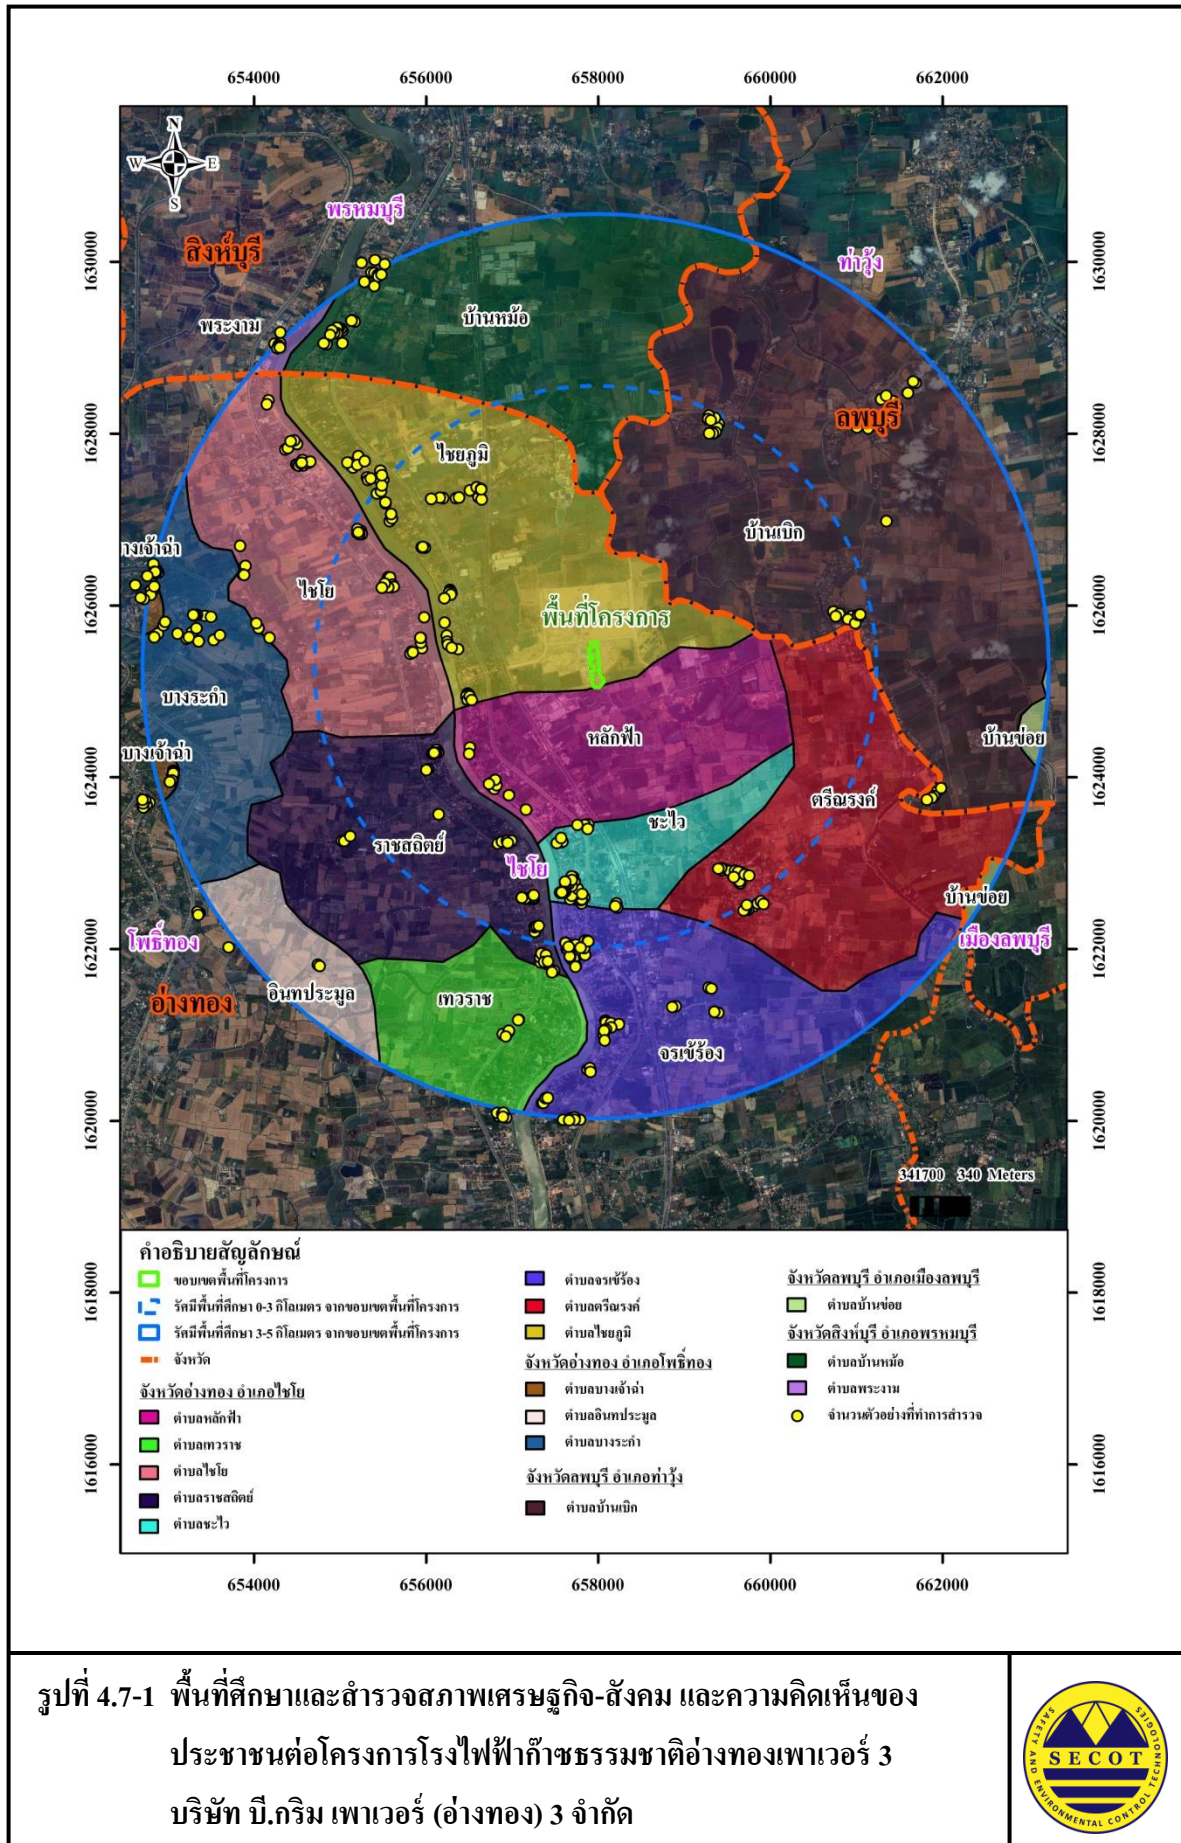 654000 656000 658000 660000 662000
N
W E
S
พรหมบุรี
สิงห์บุรี
ท่าวุ้ง
1630000 1630000
พระงาม
บ้านหม้อ
ลพบุรี
1628000 1628000
ไชยภูมิ
บ้านเบิก
างเจ้าฉ่า
ไชโย
1626000 1626000
พื้นที่โครงการ
บางระกำ
หลักฟ้า
บ้านข่อย
บางเจ้าฉ่า
1624000 1624000
ตรีณรงค์
ชะไว
ราชสถิตย์
ไชโย
บ้านข่อย
โพธิ์ทอง
เมืองลพบุรี
1622000 1622000
อ่างทอง
อินทประมูล
เทวราช
จรเข้ร้อง
1620000 1620000
341700 340 Meters
คำอธิบายสัญลักษณ์
ขอบเขตพื้นที่โครงการ
รัศมีพื้นที่ศึกษา 0-3 กิโลเมตร จากขอบเขตพื้นที่โครงการ
รัศมีพื้นที่ศึกษา 3-5 กิโลเมตร จากขอบเขตพื้นที่โครงการ
จังหวัด
จังหวัดอ่างทอง อำเภอไชโย
ตำบลหลักฟ้า
ตำบลเทวราช
ตำบลไชโย
ตำบลราชสถิตย์
ตำบลชะไว
ตำบลจรเข้ร้อง
ตำบลตรีณรงค์
ตำบลไชยภูมิ
จังหวัดอ่างทอง อำเภอโพธิ์ทอง
ตำบลบางเจ้าฉ่า
ตำบลอินทประมูล
ตำบลบางระกำ
จังหวัดลพบุรี อำเภอท่าวุ้ง
ตำบลบ้านเบิก
จังหวัดลพบุรี อำเภอเมืองลพบุรี
ตำบลบ้านข่อย
จังหวัดสิงห์บุรี อำเภอพรหมบุรี
ตำบลบ้านหม้อ
ตำบลพระงาม
จำนวนตัวอย่างที่ทำการสำรวจ
1618000 1618000
1616000 1616000
654000 656000 658000 660000 662000
รูปที่ 4.7-1 พื้นที่ศึกษาและสำรวจสภาพเศรษฐกิจ-สังคม และความคิดเห็นของ
ประชาชนต่อโครงการโรงไฟฟ้าก๊าซธรรมชาติอ่างทองเพาเวอร์ 3
บริษัท บี.กริม เพาเวอร์ (อ่างทอง) 3 จำกัด
SECOT
SAFETY AND ENVIRONMENTAL CONTROL TECHNOLOGIES